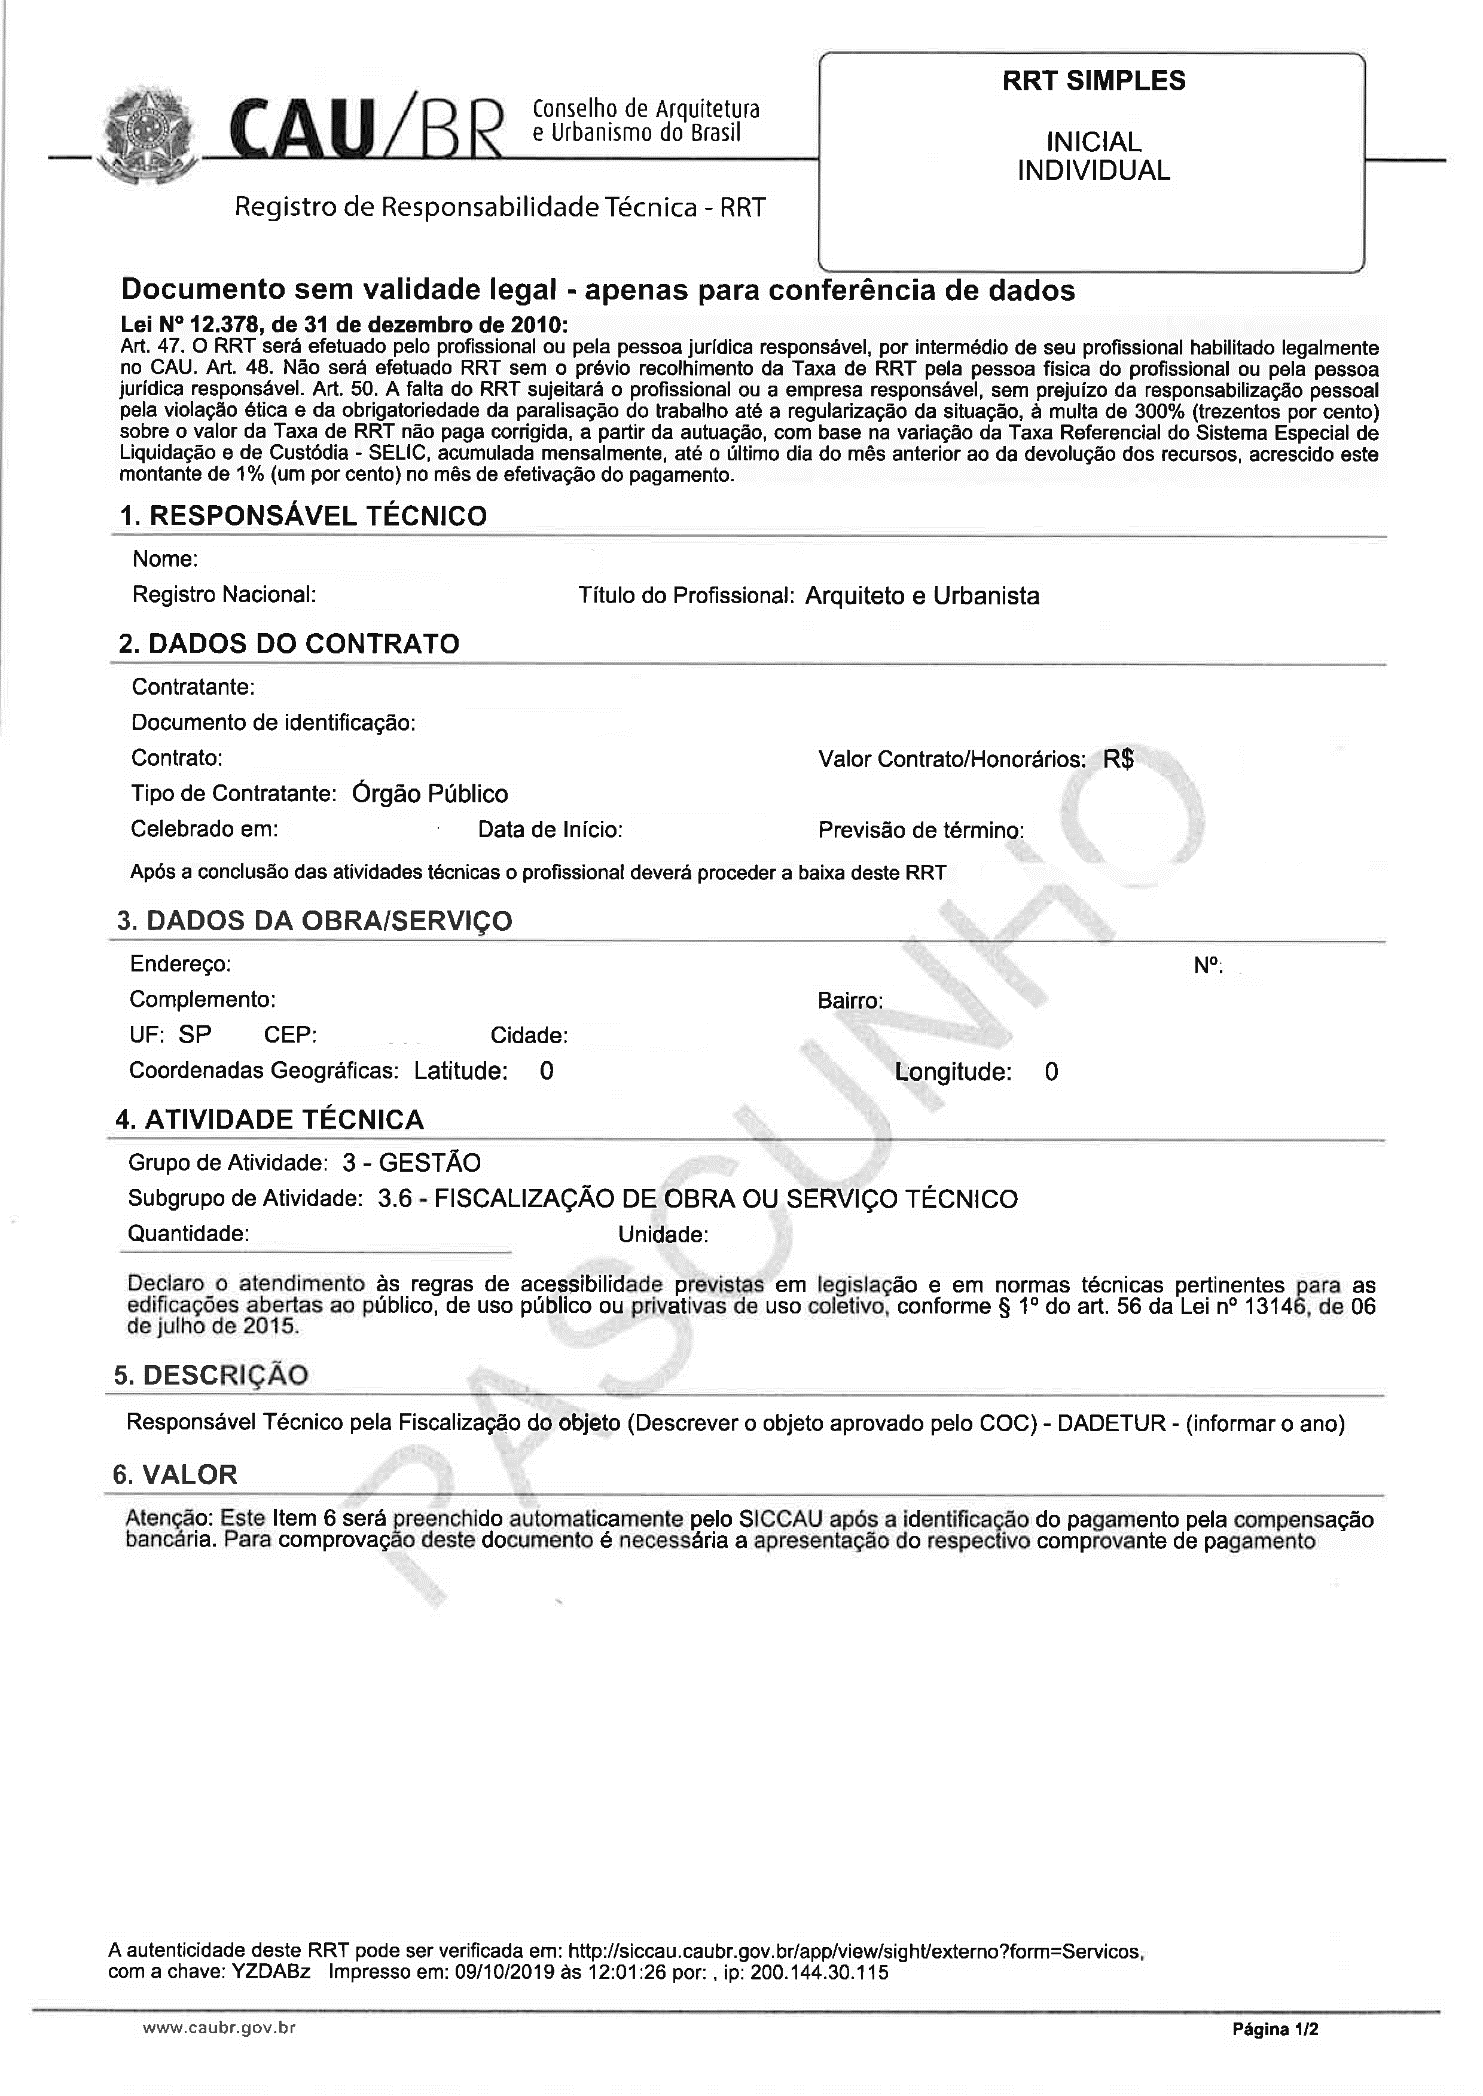 RRT SIMPLES
INICIAL
INDIVIDUAL
CAU/BR
Conselho de Arquitetura
e Urbanismo do Brasil
Registro de Responsabilidade Técnica - RRT
Documento sem validade legal - apenas para conferência de dados
Lei Nº 12.378, de 31 de dezembro de 2010:
Art. 47. O RRT será efetuado pelo profissional ou pela pessoa jurídica responsável, por intermédio de seu profissional habilitado legalmente
no CAU. Art. 48. Não será efetuado RRT sem o prévio recolhimento da Taxa de RRT pela pessoa física do profissional ou pela pessoa
jurídica responsável. Art. 50. A falta do RRT sujeitará o profissional ou a empresa responsável, sem prejuízo da responsabilização pessoal
pela violação ética e da obrigatoriedade da paralisação do trabalho até a regularização da situação, à multa de 300% (trezentos por cento)
sobre o valor da Taxa de RRT não paga corrigida, a partir da autuação, com base na variação da Taxa Referencial do Sistema Especial de
Liquidação e de Custódia - SELIC, acumulada mensalmente, até o último dia do mês anterior ao da devolução dos recursos, acrescido este
montante de 1% (um por cento) no mês de efetivação do pagamento.
1. RESPONSÁVEL TÉCNICO
Nome:
Registro Nacional: Título do Profissional: Arquiteto e Urbanista
2. DADOS DO CONTRATO
Contratante:
Documento de identificação:
Contrato: Valor Contrato/Honorários: R$
Tipo de Contratante: Órgão Público
Celebrado em: Data de Início: Previsão de término:
Após a conclusão das atividades técnicas o profissional deverá proceder a baixa deste RRT
3. DADOS DA OBRA/SERVIÇO
Endereço: Nº:
Complemento: Bairro:
UF: SP CEP: Cidade:
Coordenadas Geográficas: Latitude: 0 Longitude: 0
4. ATIVIDADE TÉCNICA
Grupo de Atividade: 3 - GESTÃO
Subgrupo de Atividade: 3.6 - FISCALIZAÇÃO DE OBRA OU SERVIÇO TÉCNICO
Quantidade: Unidade:
Declaro o atendimento às regras de acessibilidade previstas em legislação e em normas técnicas pertinentes para as
edificações abertas ao público, de uso público ou privativas de uso coletivo, conforme § 1º do art. 56 da Lei nº 13146, de 06
de julho de 2015.
5. DESCRIÇÃO
Responsável Técnico pela Fiscalização do objeto (Descrever o objeto aprovado pelo COC) - DADETUR - (informar o ano)
6. VALOR
Atenção: Este Item 6 será preenchido automaticamente pelo SICCAU após a identificação do pagamento pela compensação
bancária. Para comprovação deste documento é necessária a apresentação do respectivo comprovante de pagamento
RASCUNHO
A autenticidade deste RRT pode ser verificada em: http://siccau.caubr.gov.br/app/view/sight/externo?form=Servicos,
com a chave: YZDABz Impresso em: 09/10/2019 às 12:01:26 por: , ip: 200.144.30.115
www.caubr.gov.br Página 1/2